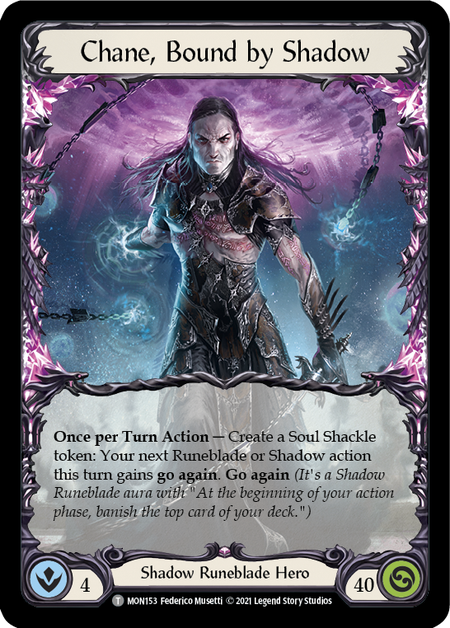 Chane, Bound by Shadow
Once per Turn Action — Create a Soul Shackle
token: Your next Runeblade or Shadow action
this turn gains go again. Go again (It's a Shadow
Runeblade aura with "At the beginning of your action
phase, banish the top card of your deck.")
4
Shadow Runeblade Hero
40
T MON153 Federico Musetti © 2021 Legend Story Studios